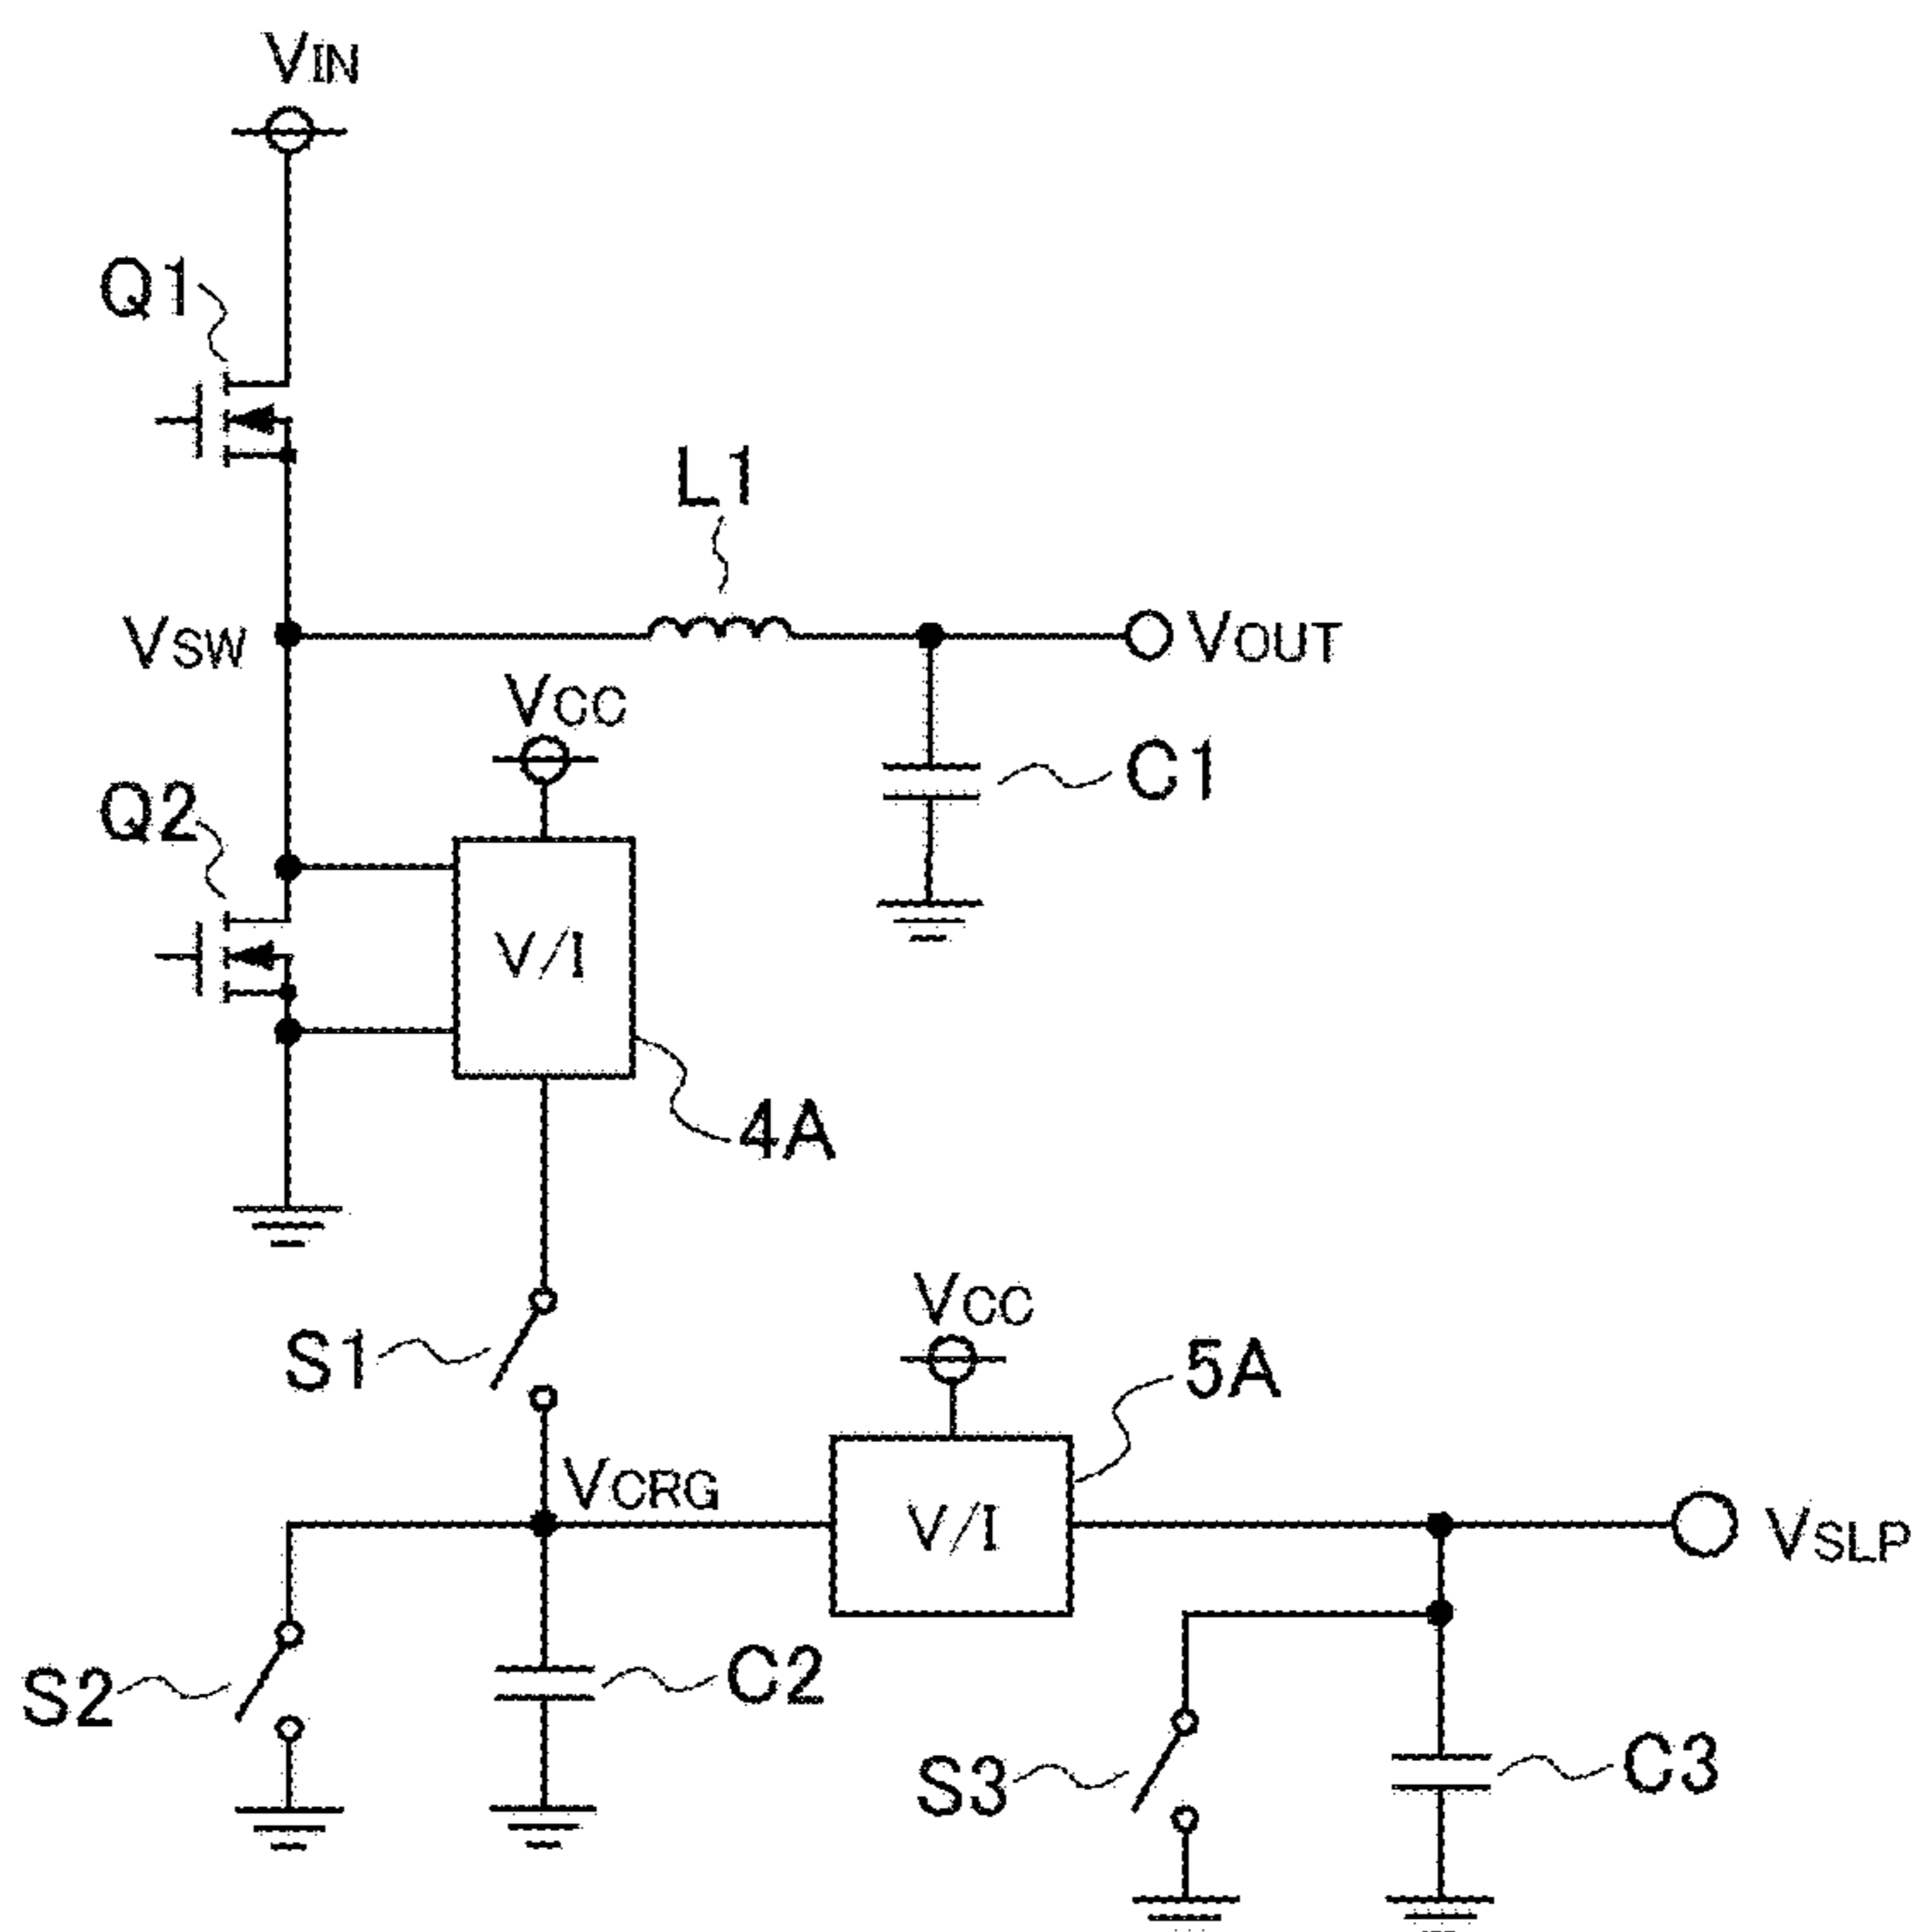 VIN
Q1
L1
VSW
VOUT
VCC
Q2
C1
V/I
4A
VCC
S1
5A
VCRG
V/I
VSLP
S2
C2
S3
C3